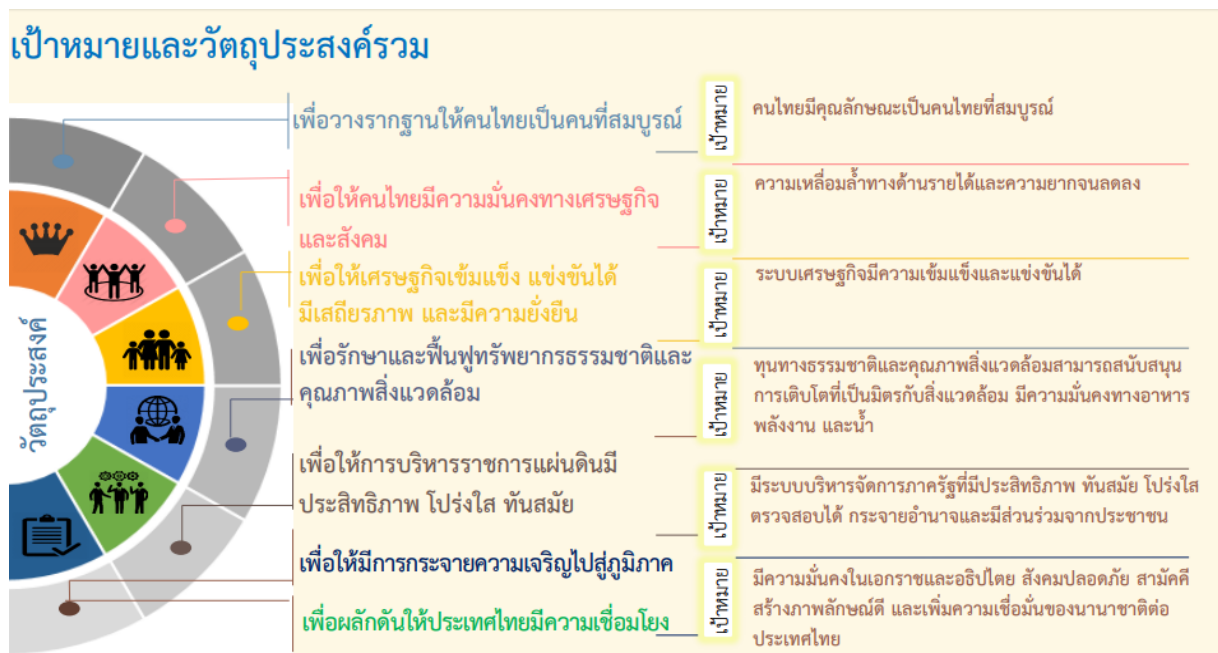 เป้าหมายและวัตถุประสงค์รวม
วัตถุประสงค์
เพื่อวางรากฐานให้คนไทยเป็นคนที่สมบูรณ์
เป้าหมาย
คนไทยมีคุณลักษณะเป็นคนไทยที่สมบูรณ์
เพื่อให้คนไทยมีความมั่นคงทางเศรษฐกิจ
และสังคม
เป้าหมาย
ความเหลื่อมล้ำทางด้านรายได้และความยากจนลดลง
เพื่อให้เศรษฐกิจเข้มแข็ง แข่งขันได้
มีเสถียรภาพ และมีความยั่งยืน
เป้าหมาย
ระบบเศรษฐกิจมีความเข้มแข็งและแข่งขันได้
เพื่อรักษาและฟื้นฟูทรัพยากรธรรมชาติและ
คุณภาพสิ่งแวดล้อม
เป้าหมาย
ทุนทางธรรมชาติและคุณภาพสิ่งแวดล้อมสามารถสนับสนุน
การเติบโตที่เป็นมิตรกับสิ่งแวดล้อม มีความมั่นคงทางอาหาร
พลังงาน และน้ำ
เพื่อให้การบริหารราชการแผ่นดินมี
ประสิทธิภาพ โปร่งใส ทันสมัย
เป้าหมาย
มีระบบบริหารจัดการภาครัฐที่มีประสิทธิภาพ ทันสมัย โปร่งใส
ตรวจสอบได้ กระจายอำนาจและมีส่วนร่วมจากประชาชน
เพื่อให้มีการกระจายความเจริญไปสู่ภูมิภาค
เพื่อผลักดันให้ประเทศไทยมีความเชื่อมโยง
เป้าหมาย
มีความมั่นคงในเอกราชและอธิปไตย สังคมปลอดภัย สามัคคี
สร้างภาพลักษณ์ดี และเพิ่มความเชื่อมั่นของนานาชาติต่อ
ประเทศไทย